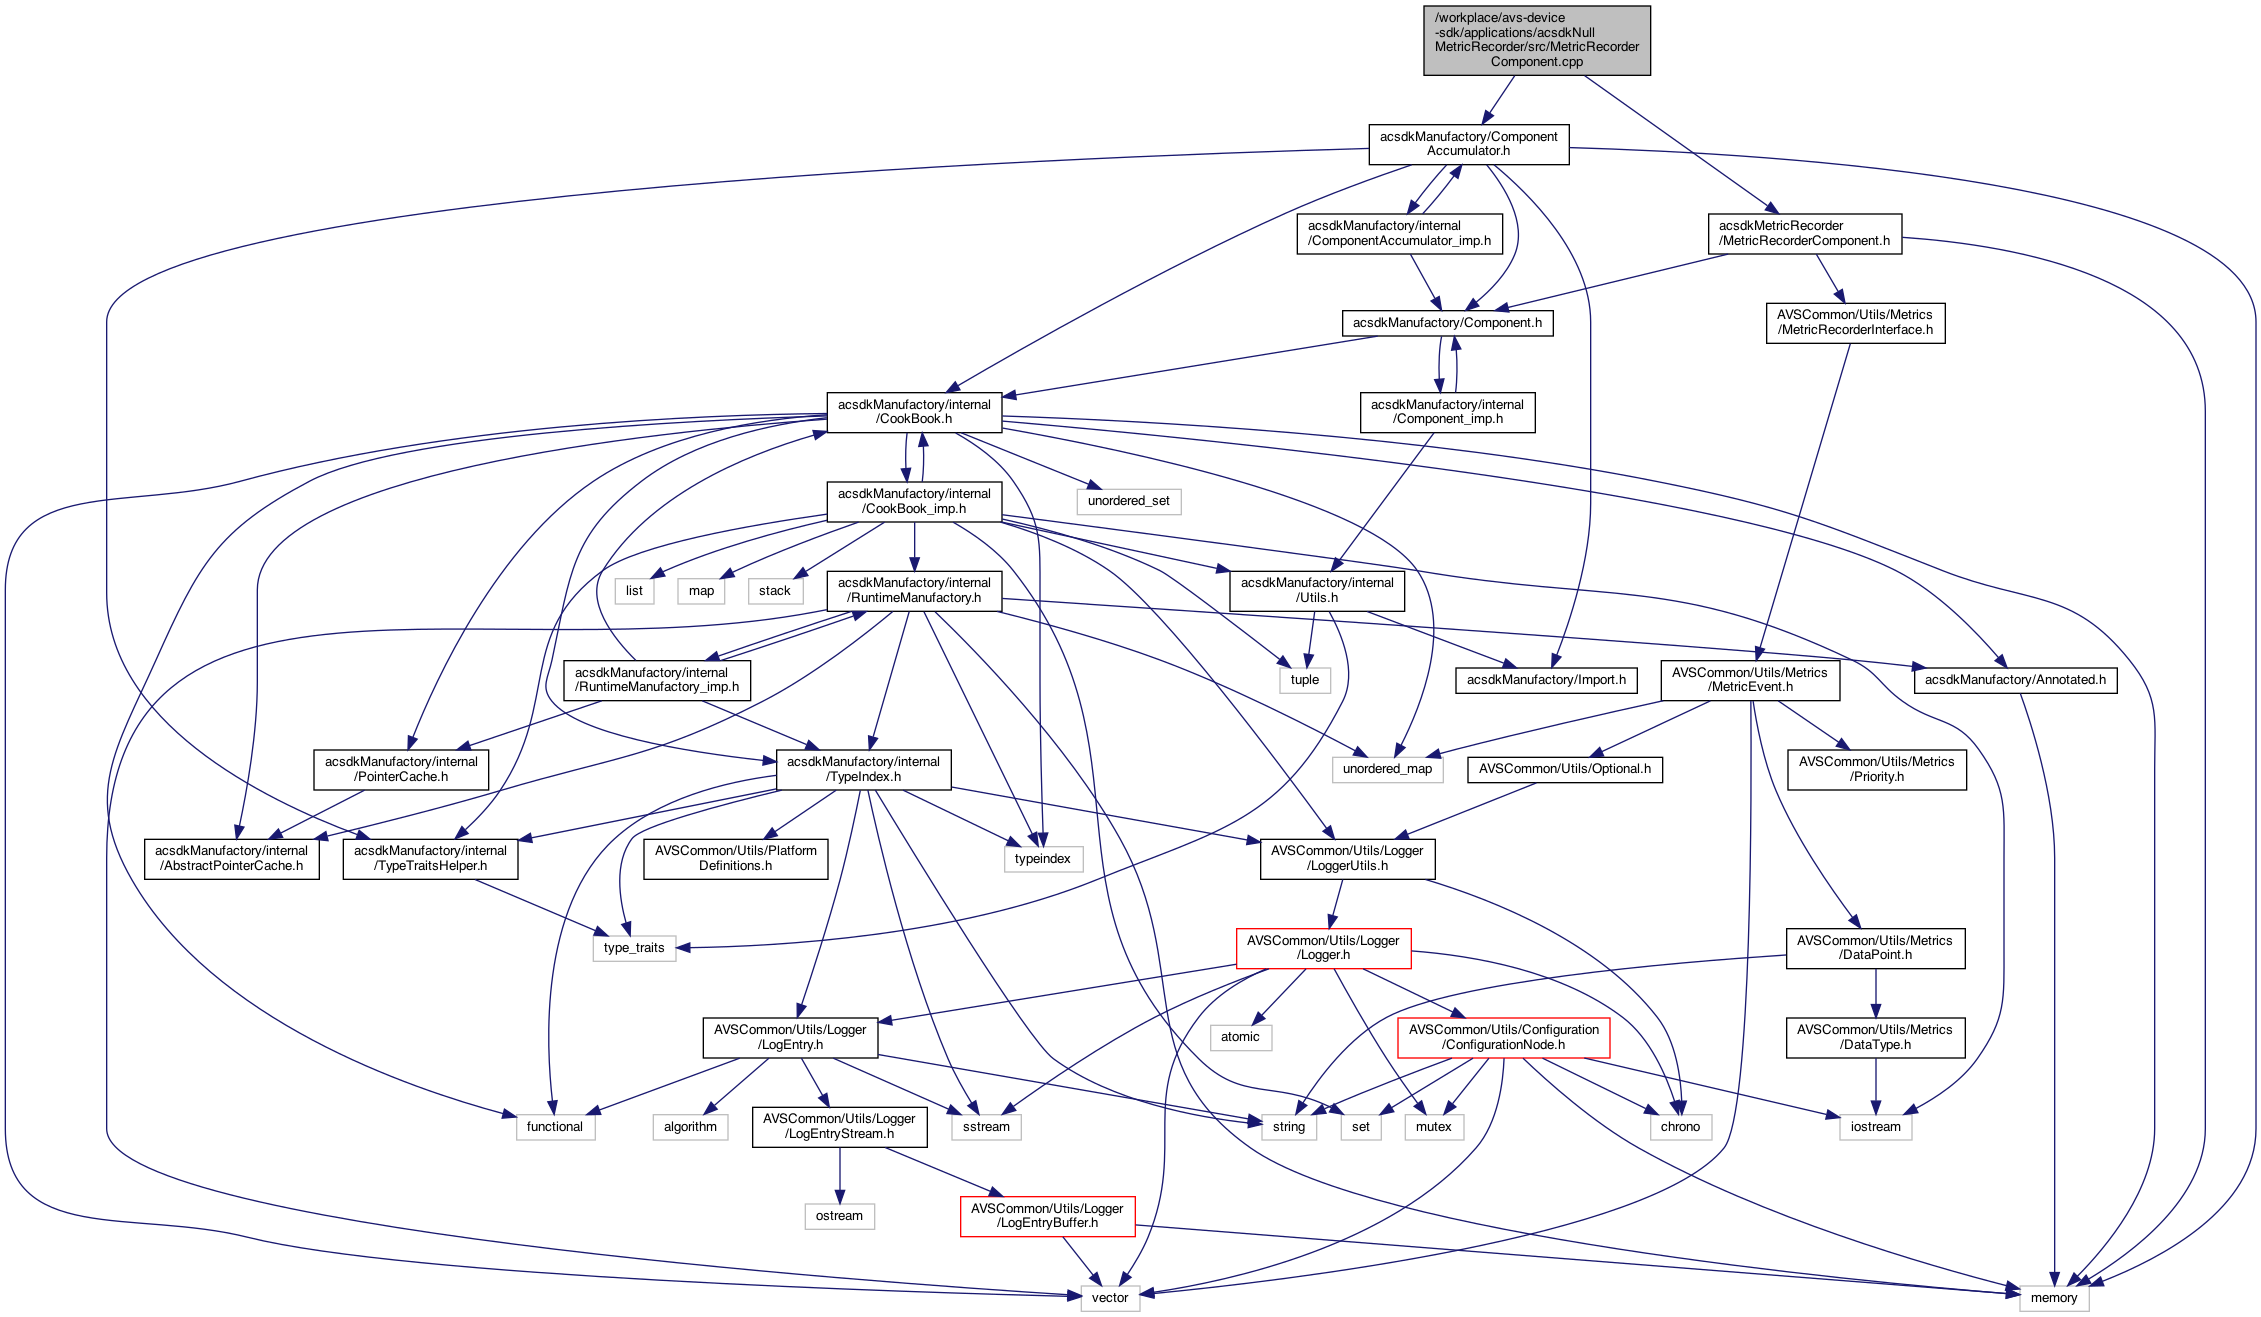 /workplace/avs-device
-sdk/applications/acsdkNull
MetricRecorder/src/MetricRecorder
Component.cpp
acsdkManufactory/Component
Accumulator.h
acsdkManufactory/internal
/ComponentAccumulator_imp.h
acsdkMetricRecorder
/MetricRecorderComponent.h
acsdkManufactory/Component.h
AVSCommon/Utils/Metrics
/MetricRecorderInterface.h
acsdkManufactory/internal
/CookBook.h
acsdkManufactory/internal
/Component_imp.h
acsdkManufactory/internal
/CookBook_imp.h
unordered_set
list
map
stack
acsdkManufactory/internal
/RuntimeManufactory.h
acsdkManufactory/internal
/Utils.h
acsdkManufactory/internal
/RuntimeManufactory_imp.h
tuple
acsdkManufactory/Import.h
AVSCommon/Utils/Metrics
/MetricEvent.h
acsdkManufactory/Annotated.h
acsdkManufactory/internal
/PointerCache.h
acsdkManufactory/internal
/TypeIndex.h
unordered_map
AVSCommon/Utils/Optional.h
AVSCommon/Utils/Metrics
/Priority.h
acsdkManufactory/internal
/AbstractPointerCache.h
acsdkManufactory/internal
/TypeTraitsHelper.h
AVSCommon/Utils/Platform
Definitions.h
typeindex
AVSCommon/Utils/Logger
/LoggerUtils.h
type_traits
AVSCommon/Utils/Logger
/Logger.h
AVSCommon/Utils/Metrics
/DataPoint.h
AVSCommon/Utils/Logger
/LogEntry.h
atomic
AVSCommon/Utils/Configuration
/ConfigurationNode.h
AVSCommon/Utils/Metrics
/DataType.h
functional
algorithm
AVSCommon/Utils/Logger
/LogEntryStream.h
sstream
string
set
mutex
chrono
iostream
ostream
AVSCommon/Utils/Logger
/LogEntryBuffer.h
vector
memory